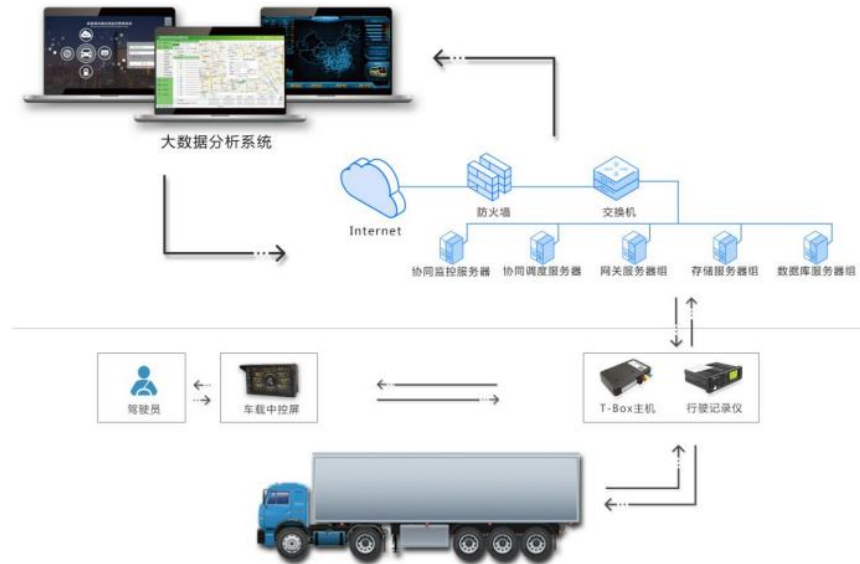 大数据分析系统
Internet
防火墙
交换机
协同监控服务器
协同调度服务器
网关服务器组
存储服务器组
数据库服务器组
驾驶员
车载中控屏
T-Box主机
行驶记录仪